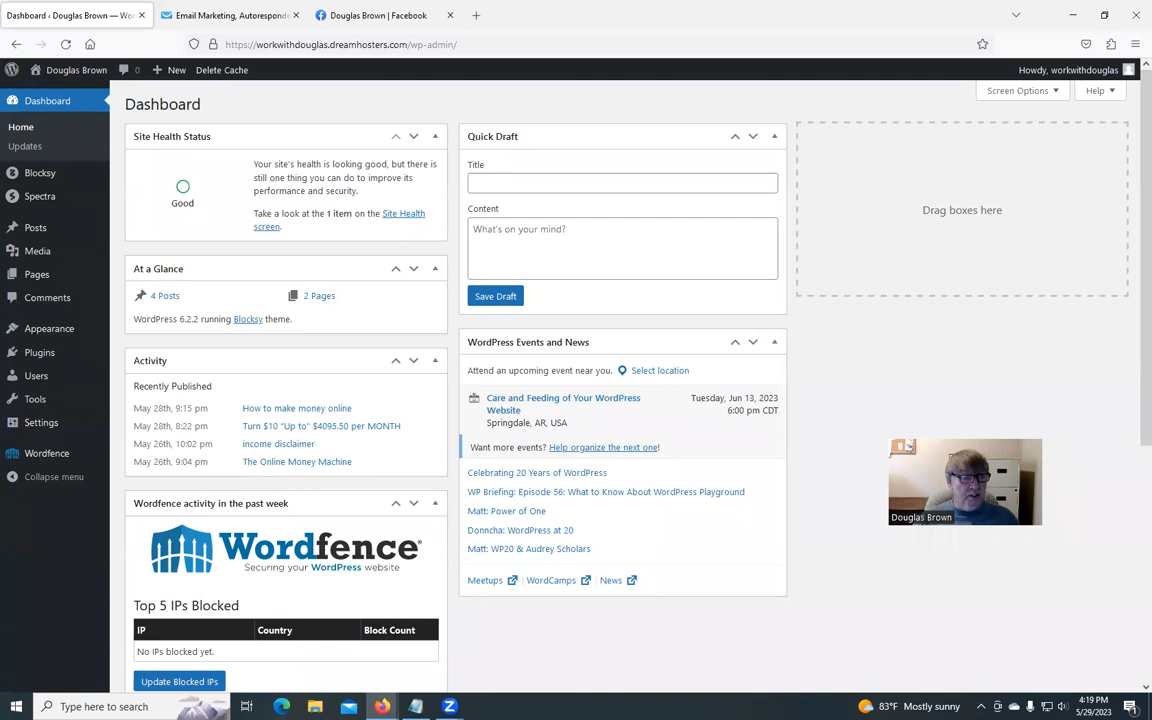 Dashboard ‹ Douglas Brown — Wor
Email Marketing, Autoresponde
Douglas Brown | Facebook
https://workwithdouglas.dreamhosters.com/wp-admin/
Douglas Brown
0
New
Delete Cache
Howdy, workwithdouglas
Dashboard
Home
Updates
Blocksy
Spectra
Posts
Media
Pages
Comments
Appearance
Plugins
Users
Tools
Settings
Wordfence
Collapse menu
Screen Options
Help
Dashboard
Site Health Status
Good
Your site's health is looking good, but there is
still one thing you can do to improve its
performance and security.
Take a look at the 1 item on the Site Health
screen.
At a Glance
4 Posts
2 Pages
WordPress 6.2.2 running Blocksy theme.
Activity
Recently Published
May 28th, 9:15 pm How to make money online
May 28th, 8:22 pm Turn $10 "Up to" $4095.50 per MONTH
May 26th, 10:02 pm income disclaimer
May 26th, 9:04 pm The Online Money Machine
Wordfence activity in the past week
Wordfence®
Securing your WordPress website
Top 5 IPs Blocked
IP Country Block Count
No IPs blocked yet.
Update Blocked IPs
Quick Draft
Title
Content
What's on your mind?
Save Draft
WordPress Events and News
Attend an upcoming event near you. Select location
Care and Feeding of Your WordPress
Website
Springdale, AR, USA
Tuesday, Jun 13, 2023
6:00 pm CDT
Want more events? Help organize the next one!
Celebrating 20 Years of WordPress
WP Briefing: Episode 56: What to Know About WordPress Playground
Matt: Power of One
Donncha: WordPress at 20
Matt: WP20 & Audrey Scholars
Meetups | WordCamps | News
Drag boxes here
Douglas Brown
Type here to search
83°F Mostly sunny
4:19 PM
5/29/2023